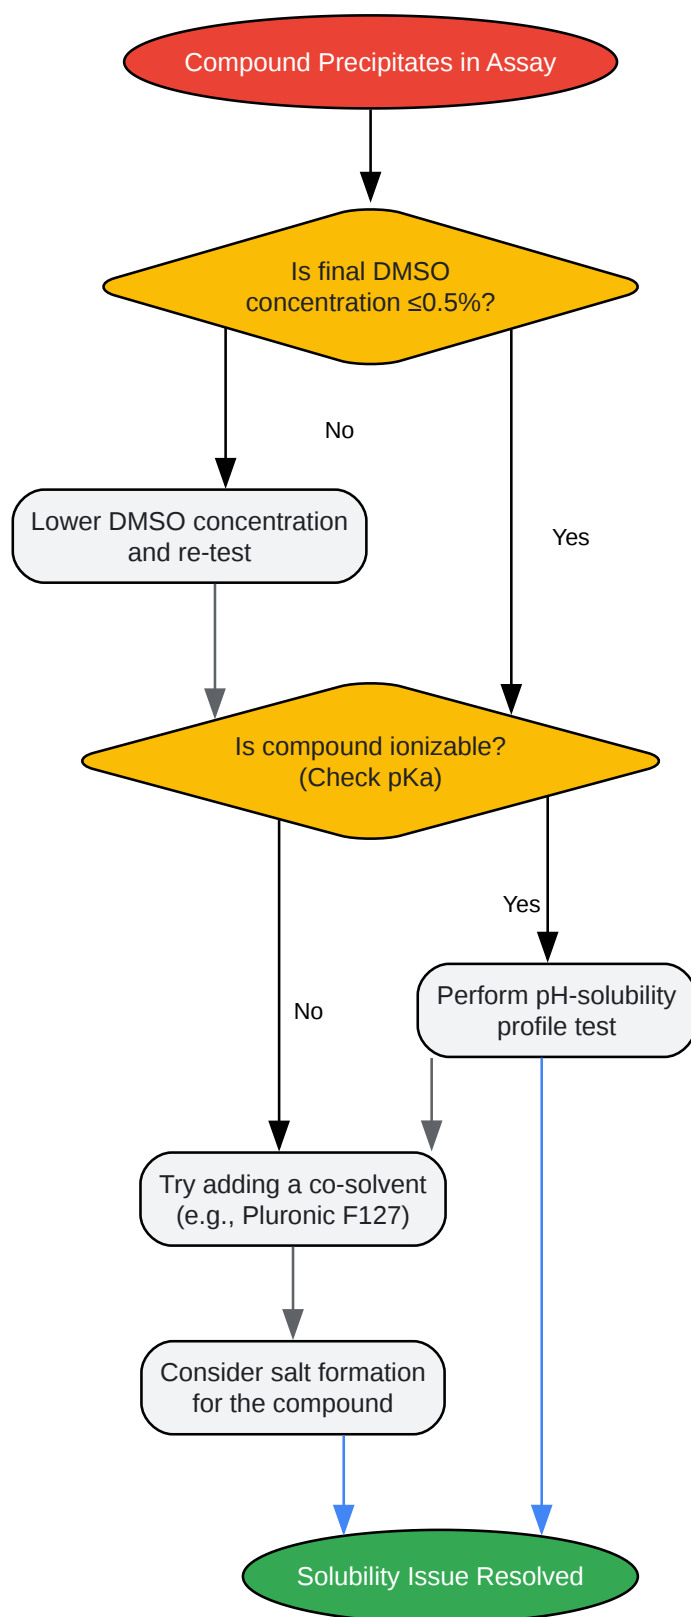 Compound Precipitates in Assay
Is final DMSO
concentration ≤0.5%?
No
Lower DMSO concentration
and re-test
Yes
Is compound ionizable?
(Check pKa)
Yes
Perform pH-solubility
profile test
No
Try adding a co-solvent
(e.g., Pluronic F127)
Consider salt formation
for the compound
Solubility Issue Resolved